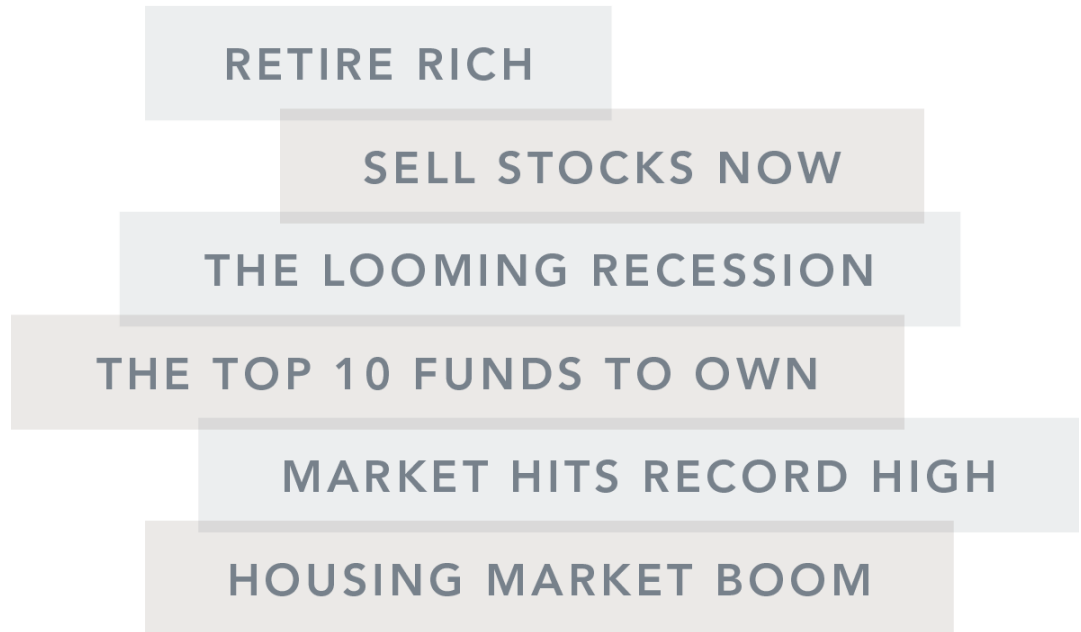 RETIRE RICH
SELL STOCKS NOW
THE LOOMING RECESSION
THE TOP 10 FUNDS TO OWN
MARKET HITS RECORD HIGH
HOUSING MARKET BOOM